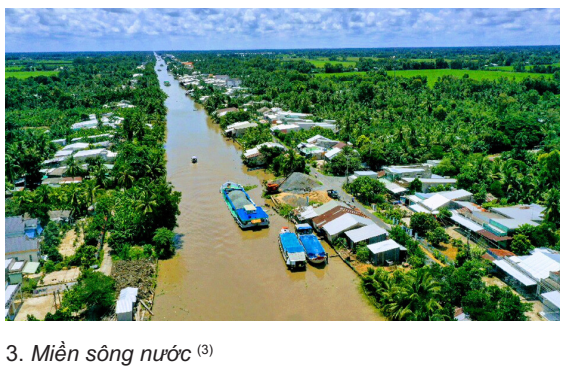 3. Miền sông nước (3)